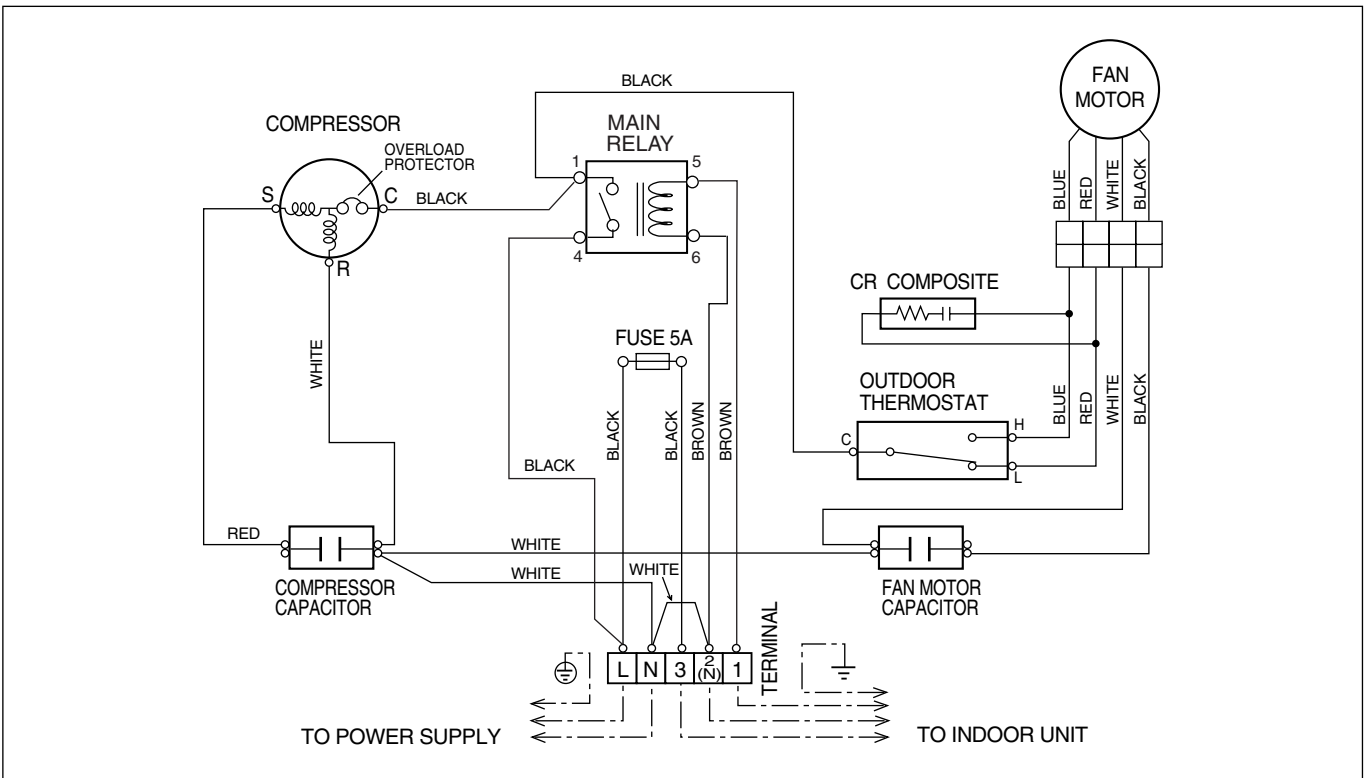 FAN
MOTOR
BLACK
COMPRESSOR
MAIN
RELAY
OVERLOAD
PROTECTOR
1
5
S
C
BLACK
BLUE
RED
WHITE
BLACK
4
6
R
CR COMPOSITE
WHITE
FUSE 5A
OUTDOOR
THERMOSTAT
BLUE
RED
WHITE
BLACK
BLACK
BLACK
BROWN
BROWN
H
C
L
BLACK
RED
WHITE
WHITE
WHITE
COMPRESSOR
CAPACITOR
FAN MOTOR
CAPACITOR
TERMINAL
L N 3 2 (N) 1
TO POWER SUPPLY
TO INDOOR UNIT